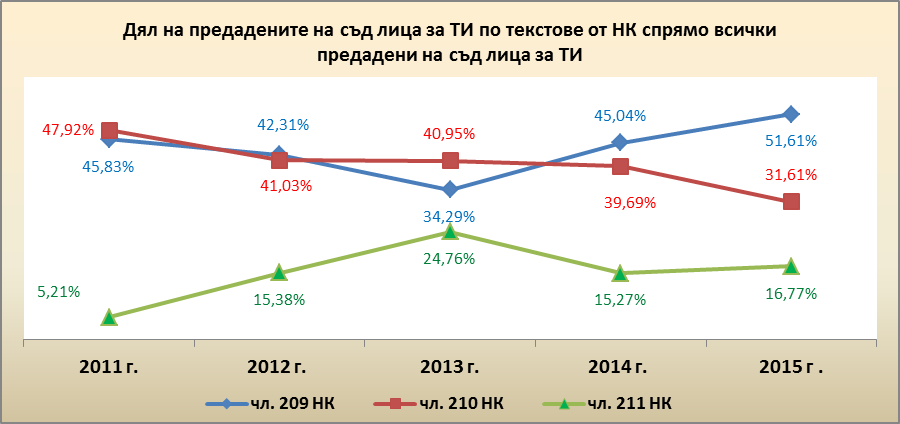 Дял на предадените на съд лица за ТИ по текстове от НК спрямо всички
предадени на съд лица за ТИ
47,92%
45,83%
42,31%
41,03%
40,95%
34,29%
45,04%
39,69%
51,61%
31,61%
5,21%
15,38%
24,76%
15,27%
16,77%
2011 г.
2012 г.
2013 г.
2014 г.
2015 г .
чл. 209 НК
чл. 210 НК
чл. 211 НК